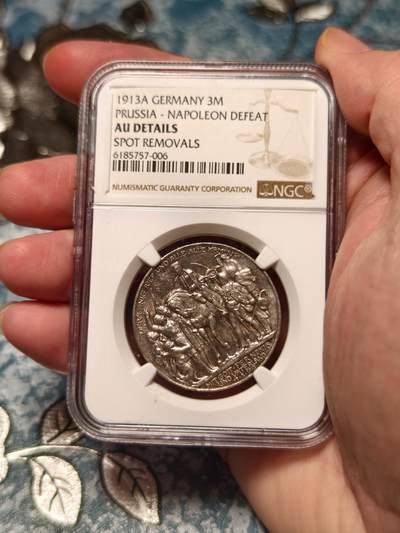 1913A GERMANY 3M
PRUSSIA - NAPOLEON DEFEAT
AU DETAILS
SPOT REMOVALS
6185757-006
NUMISMATIC GUARANTY CORPORATION
NGC®